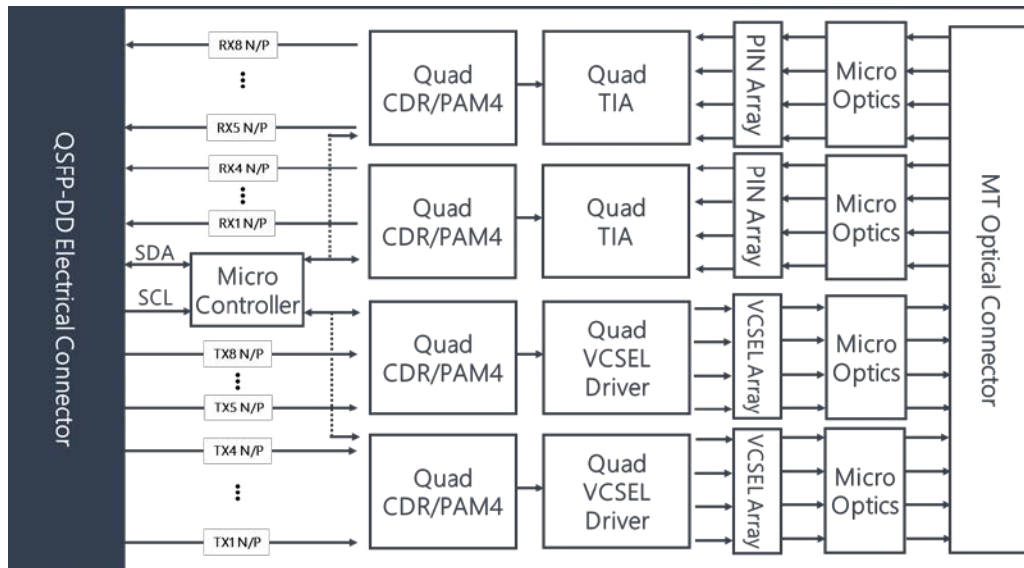 QSFP-DD Electrical Connector
RX8 N/P
RX5 N/P
RX4 N/P
RX1 N/P
SDA
SCL
Micro
Controller
TX8 N/P
TX5 N/P
TX4 N/P
TX1 N/P
Quad
CDR/PAM4
Quad
TIA
PIN Array
Micro
Optics
Quad
CDR/PAM4
Quad
TIA
PIN Array
Micro
Optics
Quad
CDR/PAM4
Quad
VCSEL
Driver
VCSEL Array
Micro
Optics
Quad
CDR/PAM4
Quad
VCSEL
Driver
VCSEL Array
Micro
Optics
MT Optical Connector